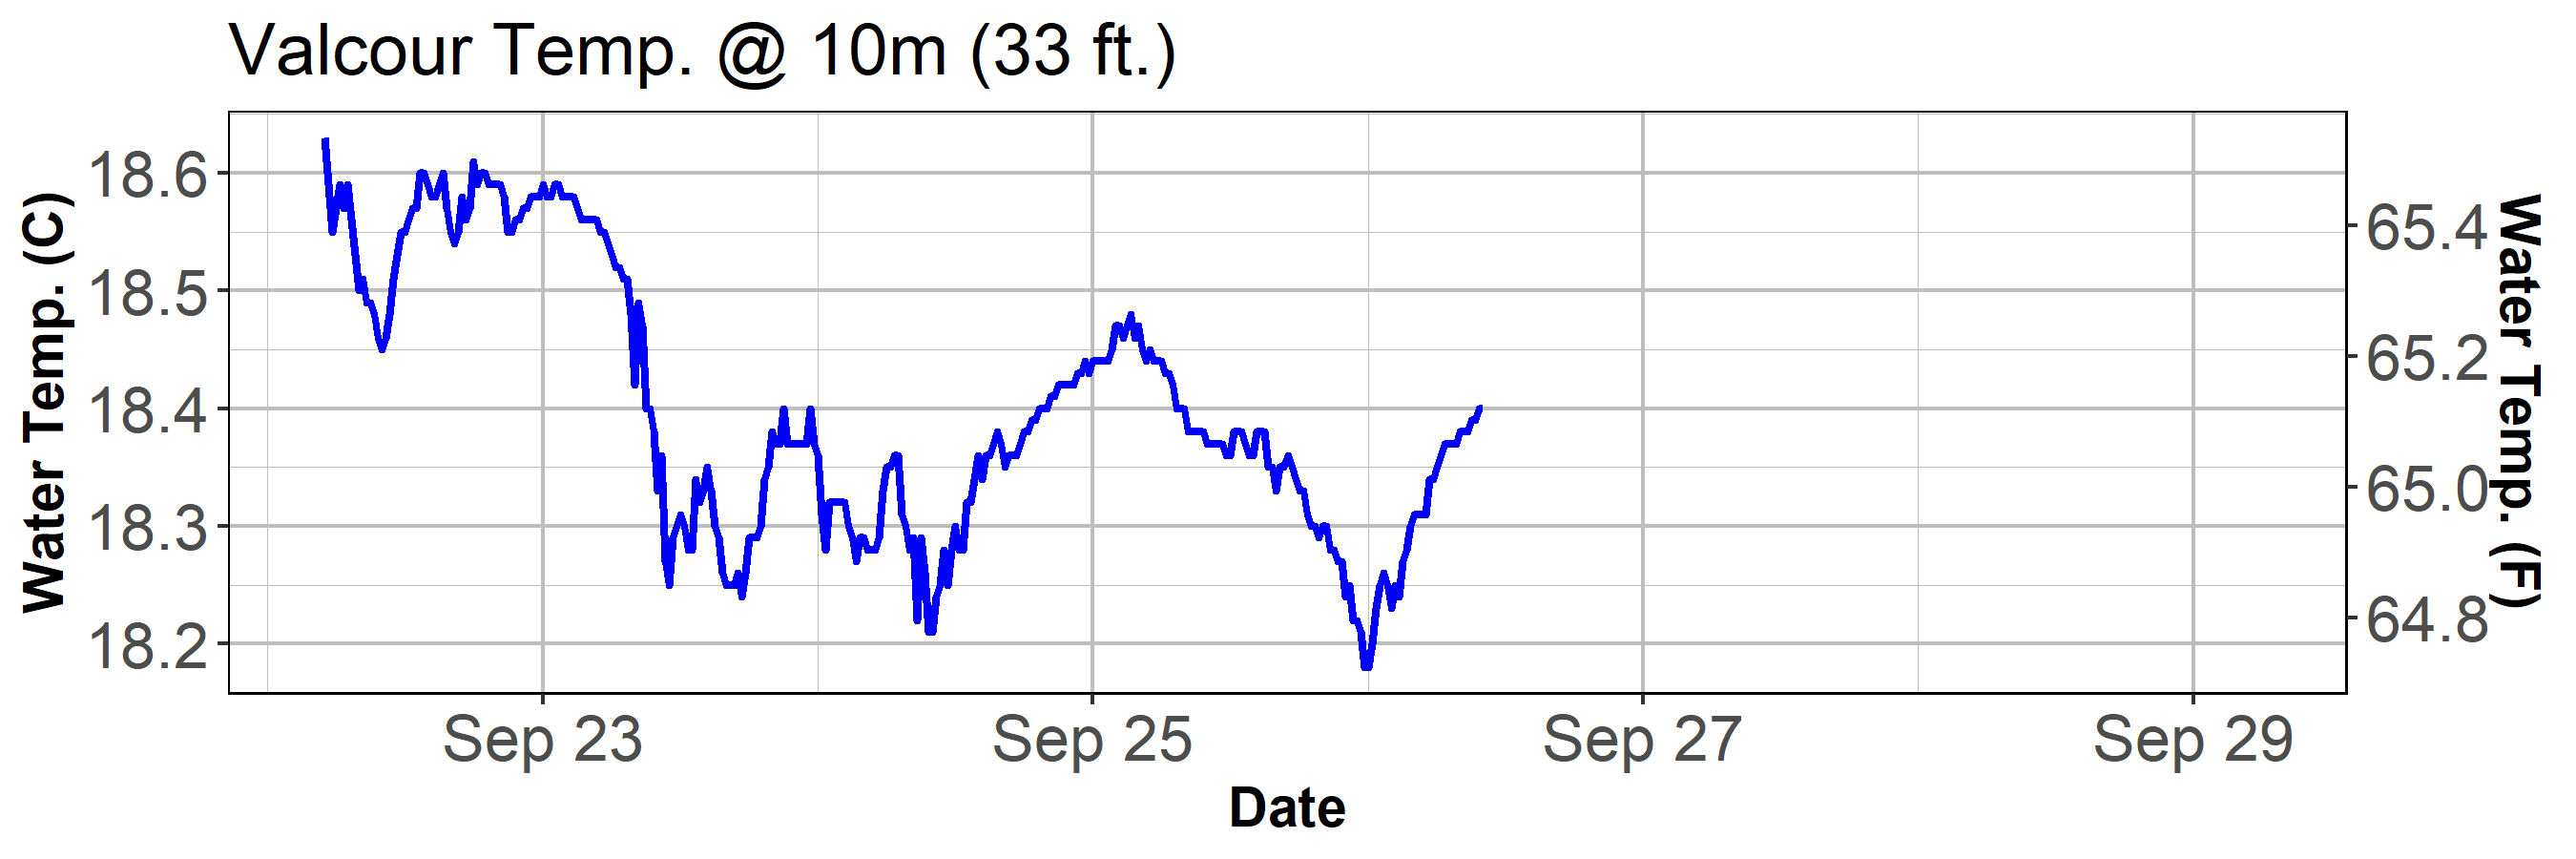 Valcour Temp. @ 10m (33 ft.)
Water Temp. (C)
18.6
18.5
18.4
18.3
18.2
65.4
65.2
65.0
64.8
Water Temp. (F)
Sep 23 Sep 25 Sep 27 Sep 29
Date